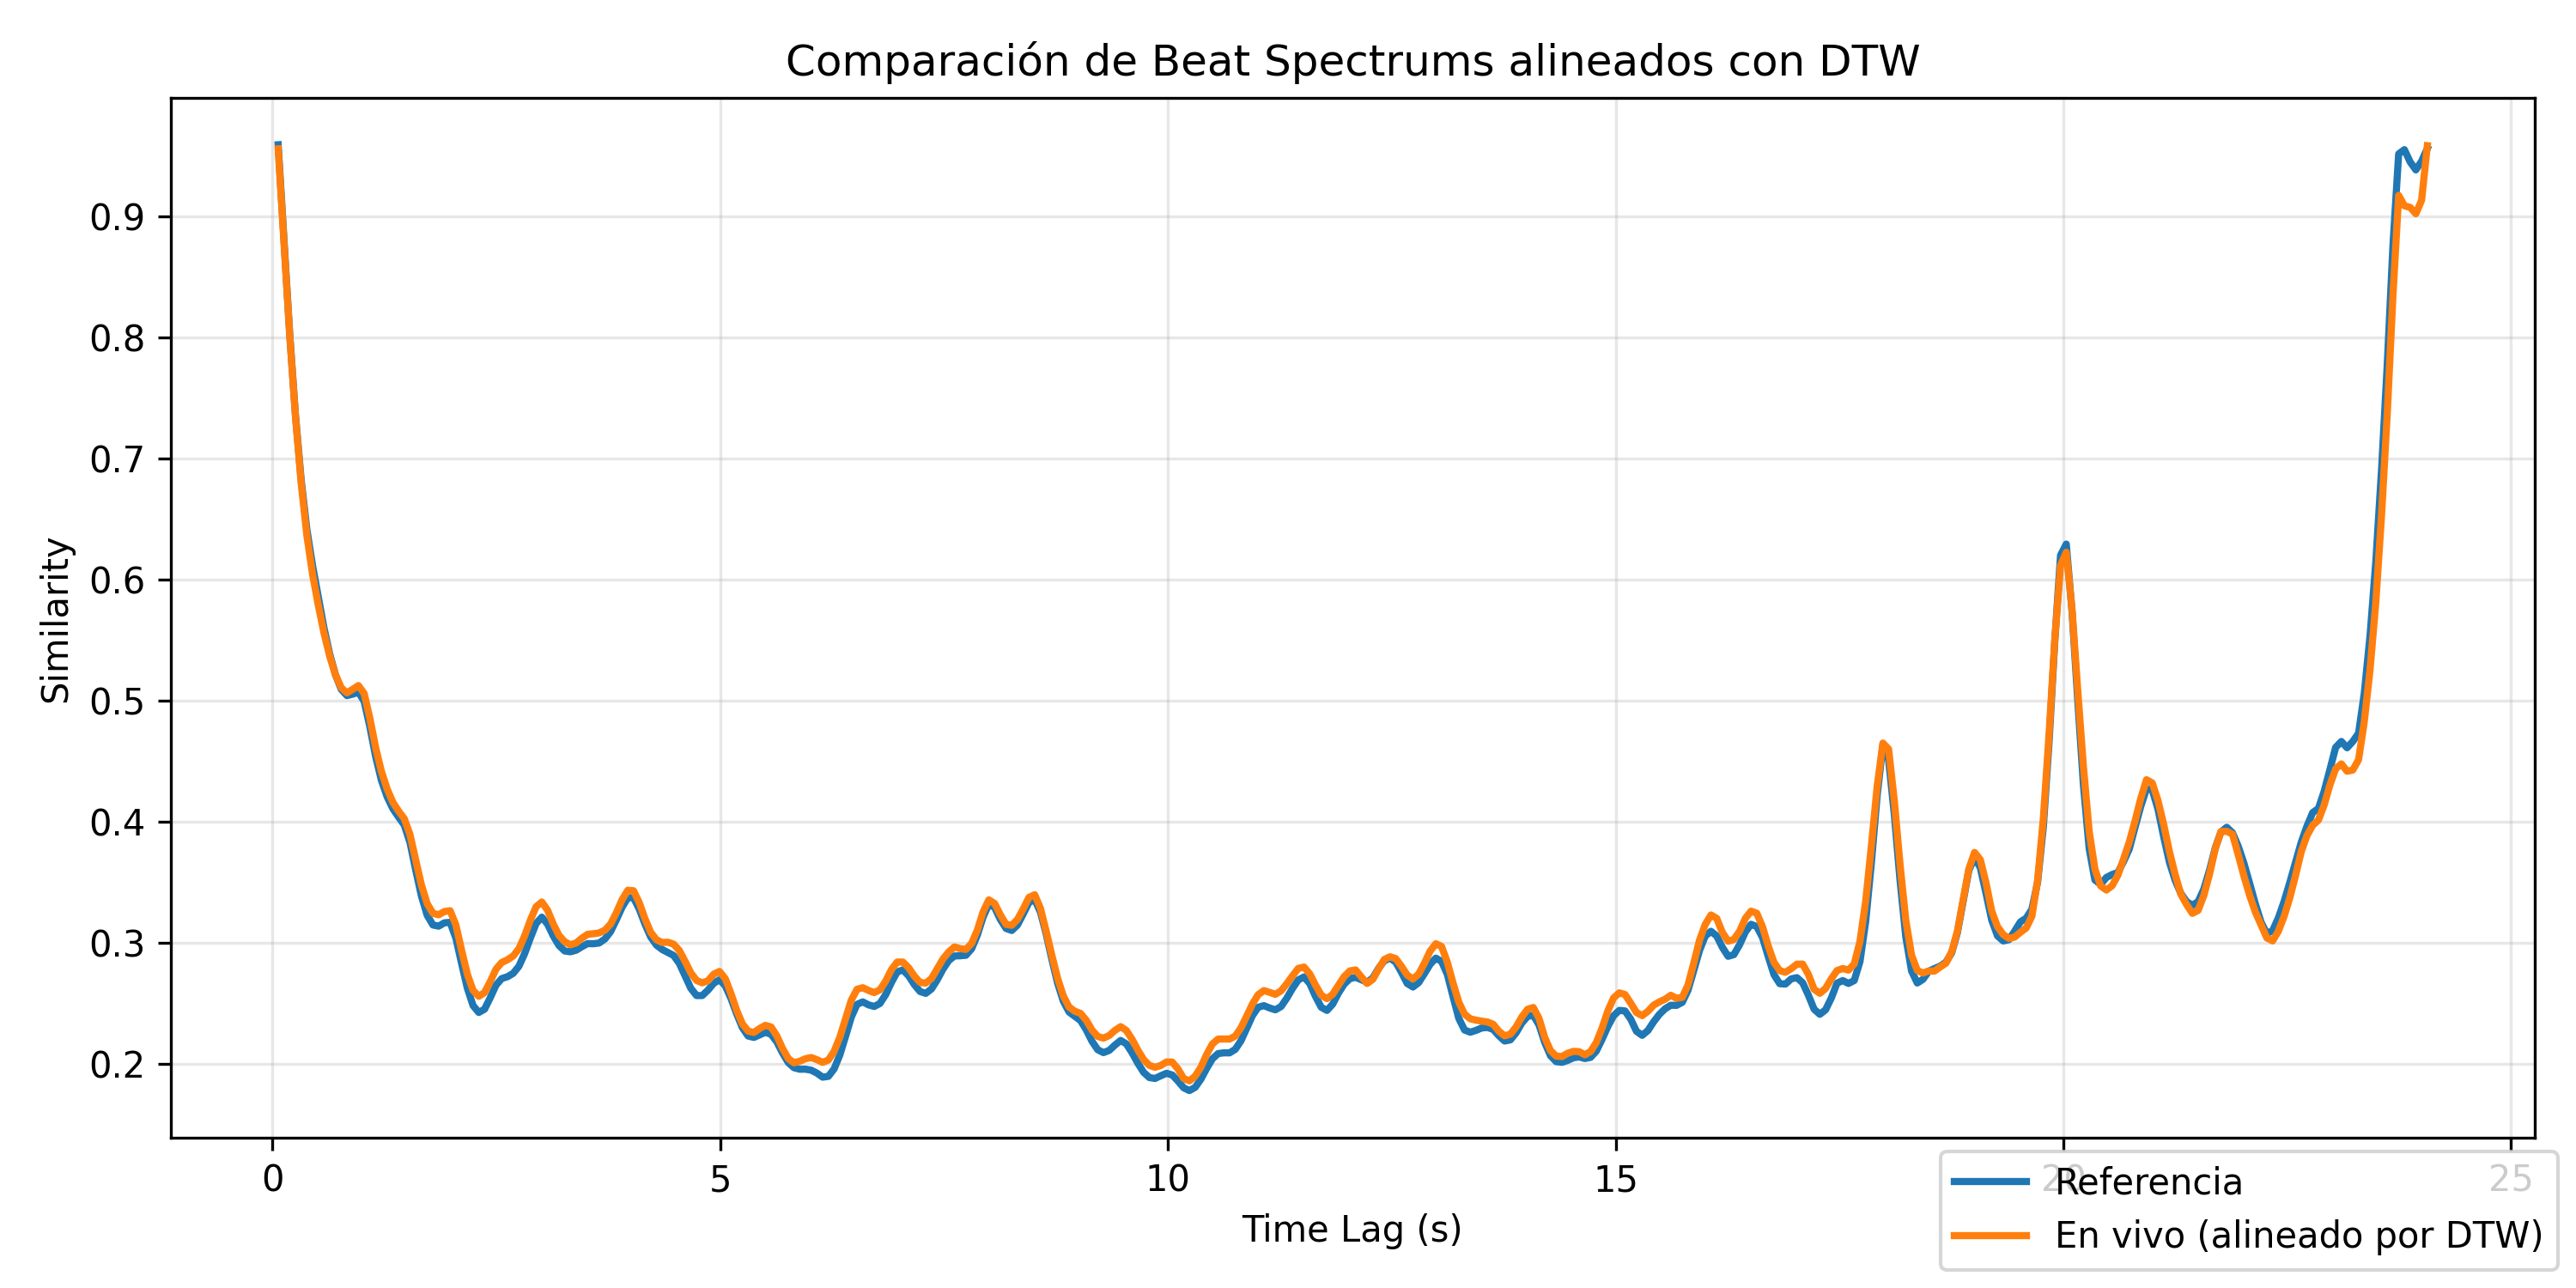 Comparación de Beat Spectrums alineados con DTW
Similarity
0.9
0.8
0.7
0.6
0.5
0.4
0.3
0.2
0 5 10 15 20 25
Time Lag (s)
Referencia
En vivo (alineado por DTW)